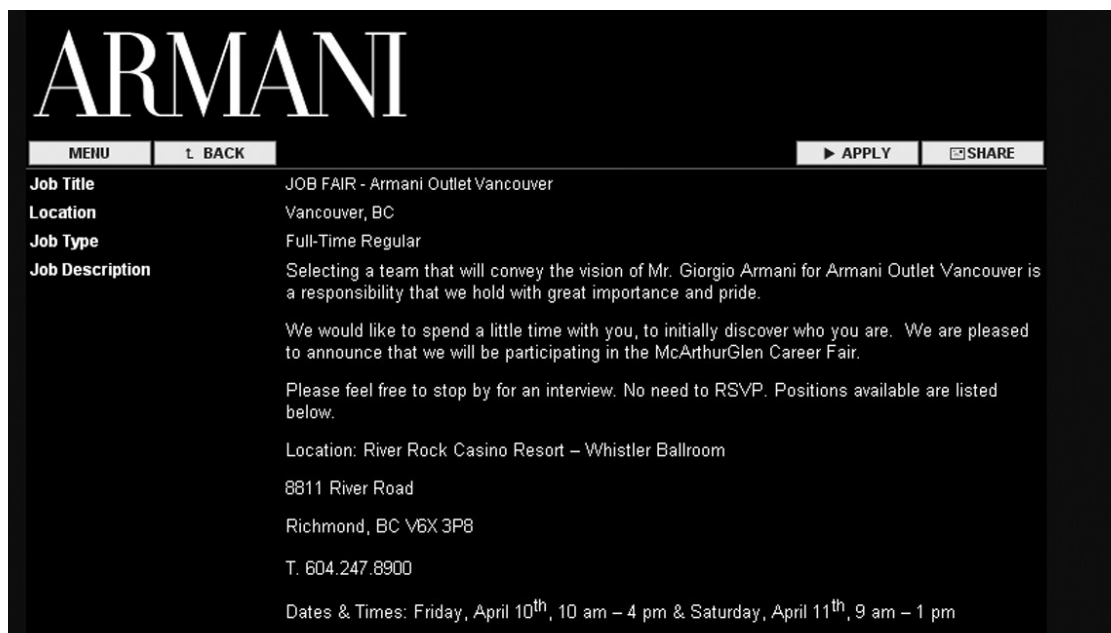 ARMANI
MENU
BACK
APPLY
SHARE
Job Title JOB FAIR - Armani Outlet Vancouver
Location Vancouver, BC
Job Type Full-Time Regular
Job Description Selecting a team that will convey the vision of Mr. Giorgio Armani for Armani Outlet Vancouver is
a responsibility that we hold with great importance and pride.
We would like to spend a little time with you, to initially discover who you are.  We are pleased
to announce that we will be participating in the McArthurGlen Career Fair.
Please feel free to stop by for an interview. No need to RSVP. Positions available are listed
below.
Location: River Rock Casino Resort – Whistler Ballroom
8811 River Road
Richmond, BC V6X 3P8
T. 604.247.8900
Dates & Times: Friday, April 10th, 10 am – 4 pm & Saturday, April 11th, 9 am – 1 pm